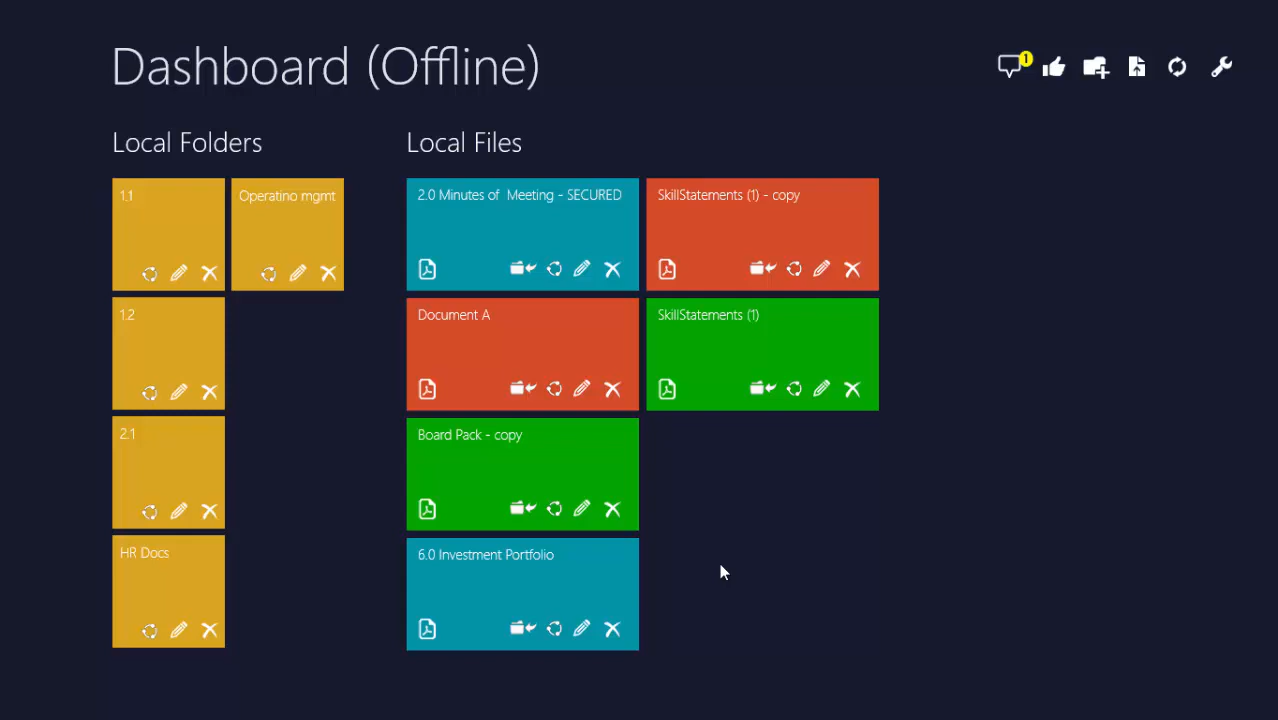 Dashboard (Offline)
1
Local Folders
Local Files
1.1
Operatino mgmt
2.0 Minutes of Meeting - SECURED
SkillStatements (1) - copy
1.2
Document A
SkillStatements (1)
2.1
Board Pack - copy
HR Docs
6.0 Investment Portfolio